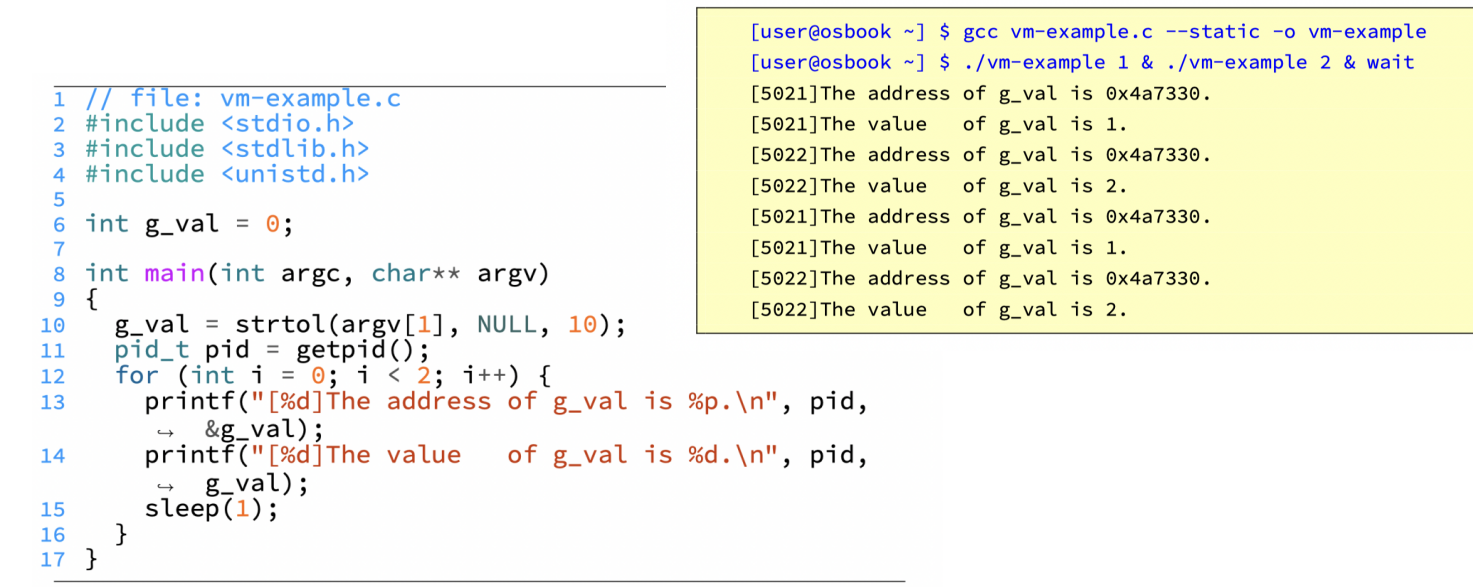 1 // file: vm-example.c
2 #include <stdio.h>
3 #include <stdlib.h>
4 #include <unistd.h>
5
6 int g_val = 0;
7
8 int main(int argc, char** argv)
9 {
10 g_val = strtol(argv[1], NULL, 10);
11 pid_t pid = getpid();
12 for (int i = 0; i < 2; i++) {
13 printf("[%d]The address of g_val is %p.\n", pid,
↪ &g_val);
14 printf("[%d]The value   of g_val is %d.\n", pid,
↪ g_val);
15 sleep(1);
16 }
17 }
[user@osbook ~] $ gcc vm-example.c --static -o vm-example
[user@osbook ~] $ ./vm-example 1 & ./vm-example 2 & wait
[5021]The address of g_val is 0x4a7330.
[5021]The value   of g_val is 1.
[5022]The address of g_val is 0x4a7330.
[5022]The value   of g_val is 2.
[5021]The address of g_val is 0x4a7330.
[5021]The value   of g_val is 1.
[5022]The address of g_val is 0x4a7330.
[5022]The value   of g_val is 2.